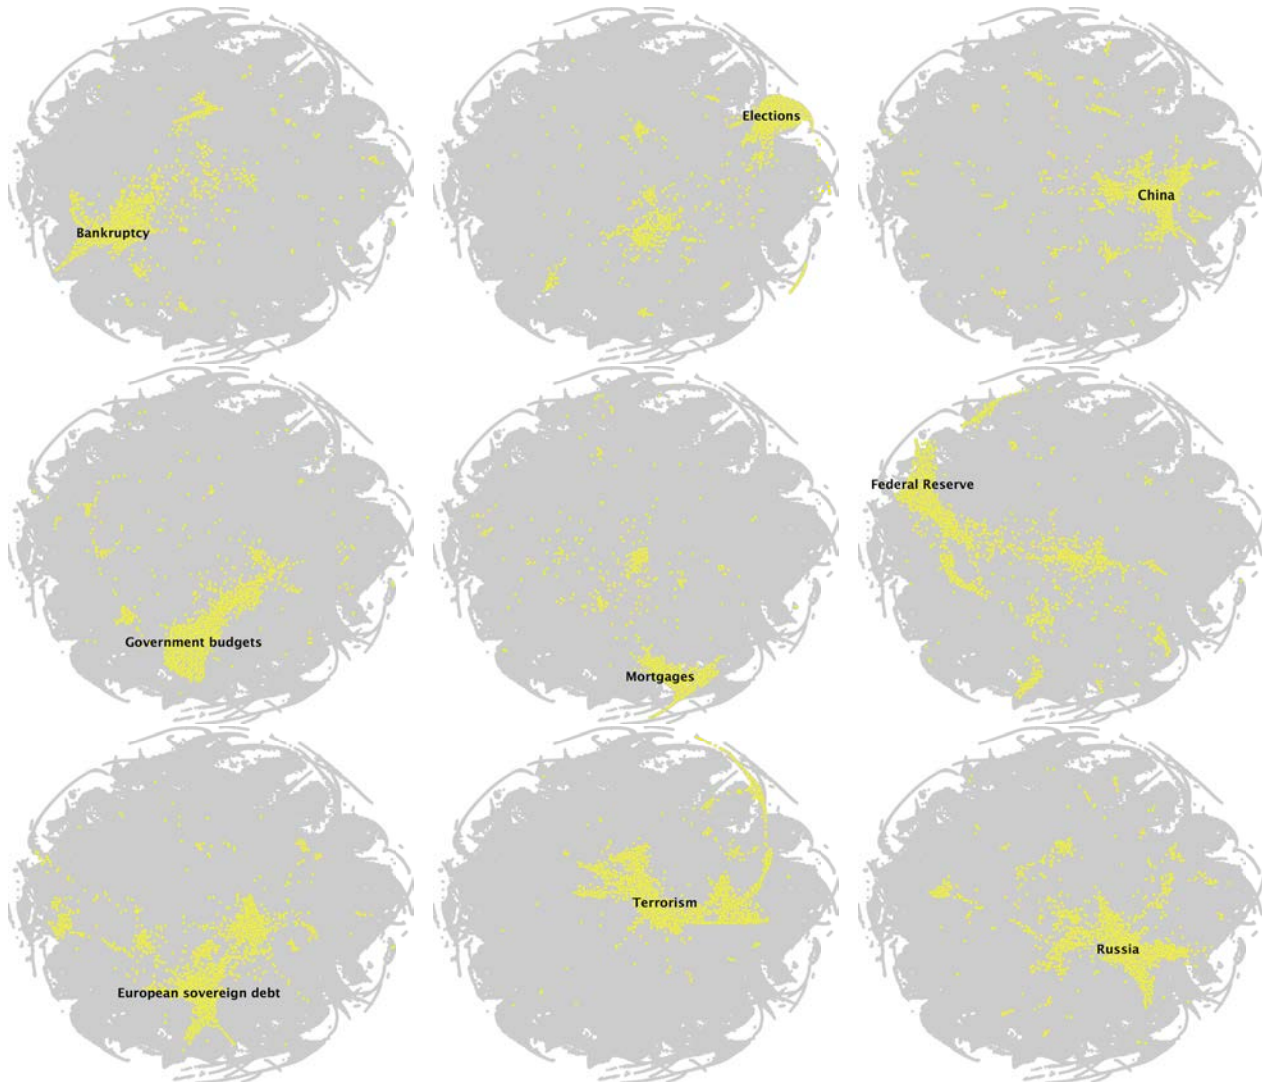 Bankruptcy
Elections
China
Government budgets
Mortgages
Federal Reserve
European sovereign debt
Terrorism
Russia